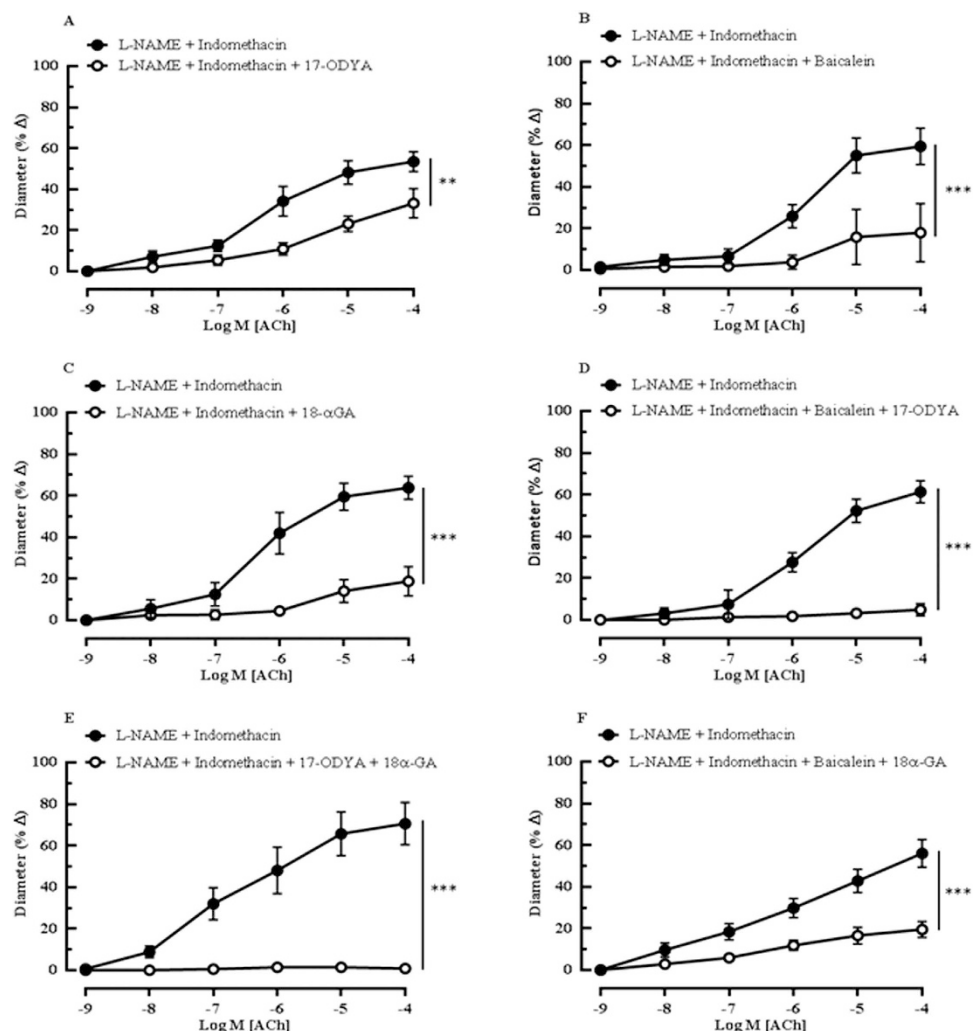 A
L-NAME + Indomethacin
L-NAME + Indomethacin + 17-ODYA
100
80
60
40
20
0
Diameter (% Δ)
**
-9 -8 -7 -6 -5 -4
Log M [ACh]
B
L-NAME + Indomethacin
L-NAME + Indomethacin + Baicalein
100
80
60
40
20
0
Diameter (% Δ)
***
-9 -8 -7 -6 -5 -4
Log M [ACh]
C
L-NAME + Indomethacin
L-NAME + Indomethacin + 18-αGA
100
80
60
40
20
0
Diameter (% Δ)
***
-9 -8 -7 -6 -5 -4
Log M [ACh]
D
L-NAME + Indomethacin
L-NAME + Indomethacin + Baicalein + 17-ODYA
100
80
60
40
20
0
Diameter (% Δ)
***
-9 -8 -7 -6 -5 -4
Log M [ACh]
E
L-NAME + Indomethacin
L-NAME + Indomethacin + 17-ODYA + 18α-GA
100
80
60
40
20
0
Diameter (% Δ)
***
-9 -8 -7 -6 -5 -4
Log M [ACh]
F
L-NAME + Indomethacin
L-NAME + Indomethacin + Baicalein + 18α-GA
100
80
60
40
20
0
Diameter (% Δ)
***
-9 -8 -7 -6 -5 -4
Log M [ACh]